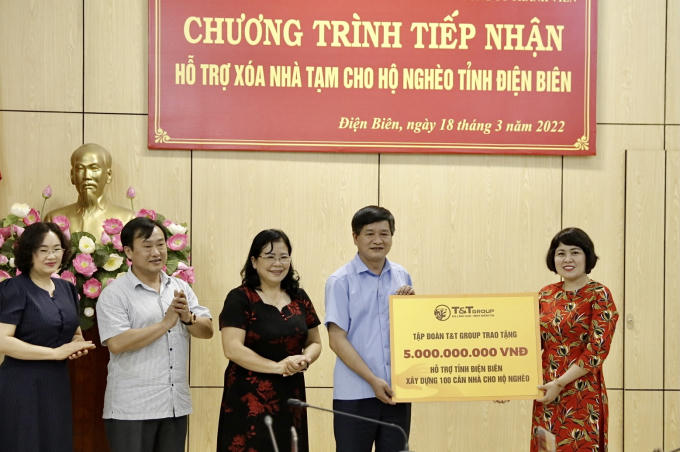 CHƯƠNG TRÌNH TIẾP NHẬN
HỖ TRỢ XÓA NHÀ TẠM CHO HỘ NGHÈO TỈNH ĐIỆN BIÊN
Điện Biên, ngày 18 tháng 3 năm 2022
T&T GROUP
TẬP ĐOÀN T&T GROUP TRAO TẶNG
5.000.000.000 VNĐ
HỖ TRỢ TỈNH ĐIỆN BIÊN
XÂY DỰNG 100 CĂN NHÀ CHO HỘ NGHÈO